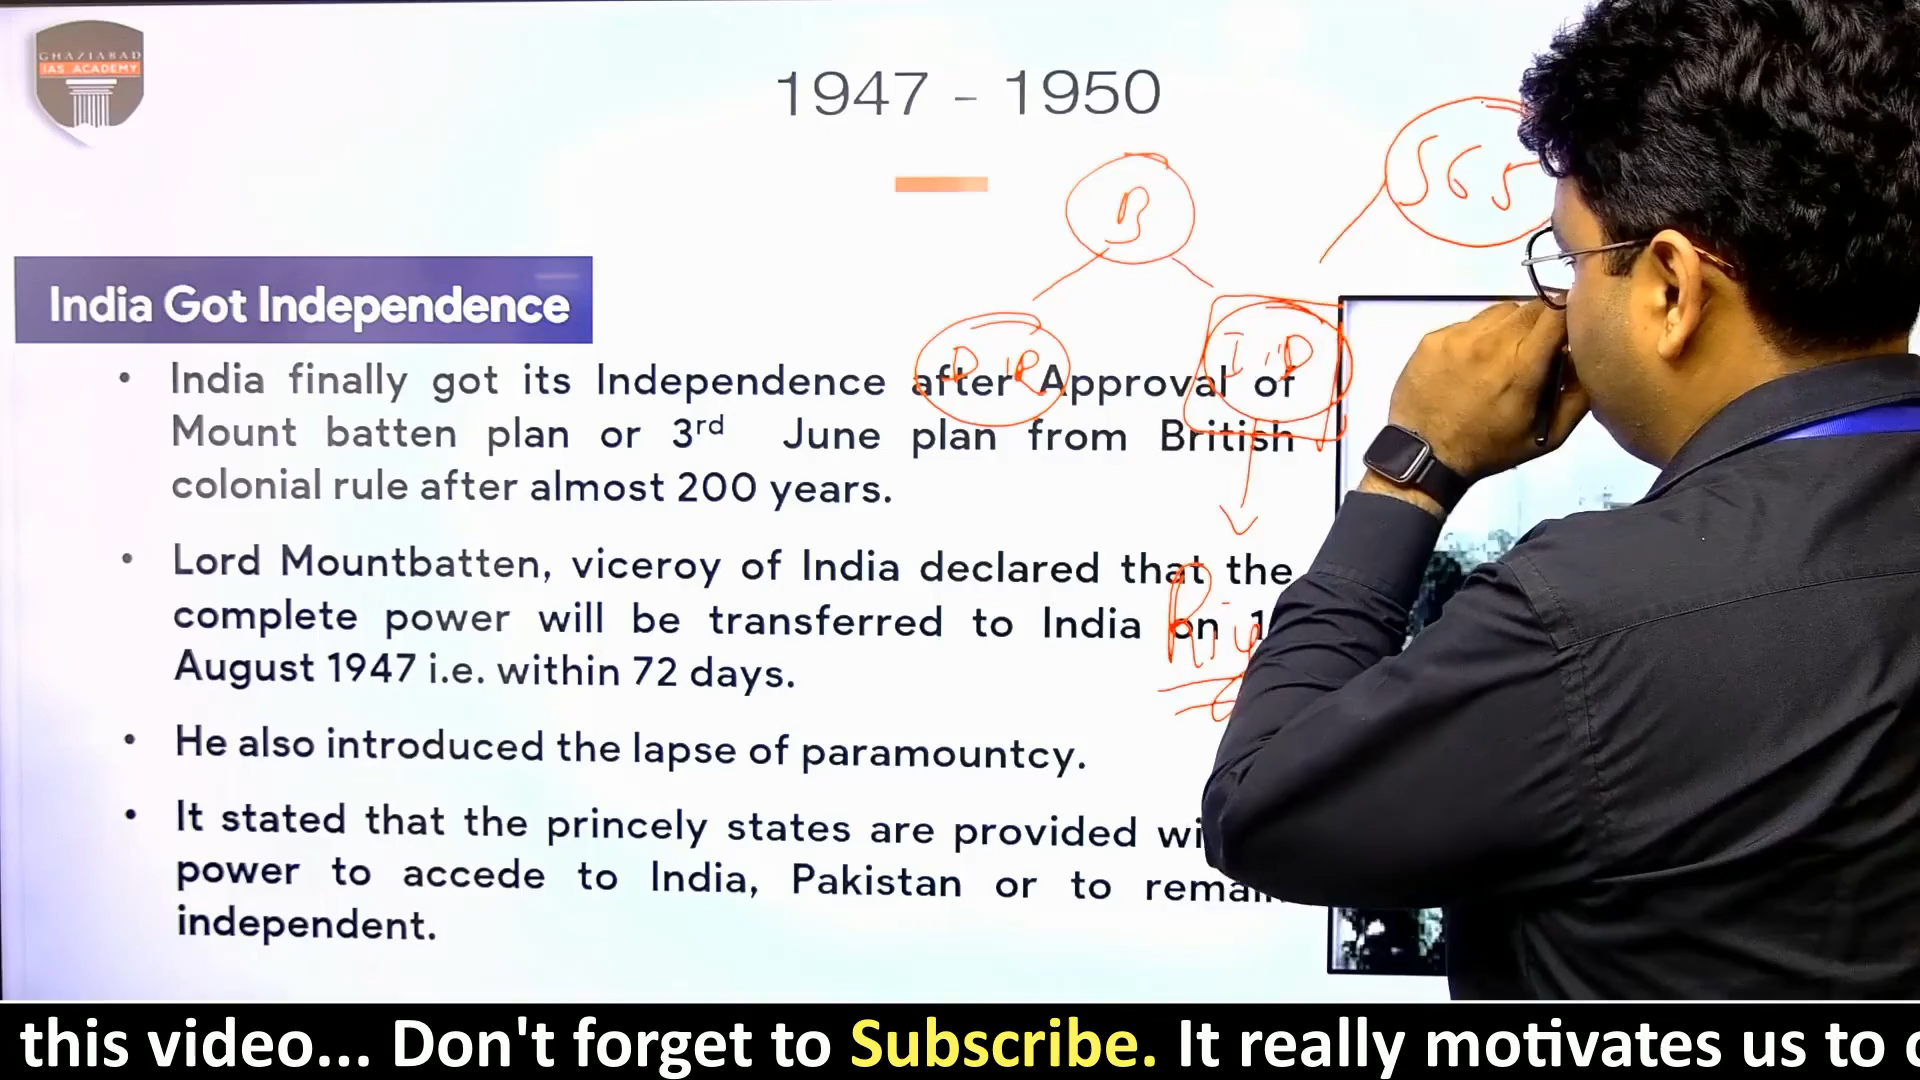 GHAZIABAD
IAS ACADEMY
1947 - 1950
565
B
D.R
I.D
India Got Independence
• India finally got its Independence after Approval of
Mount batten plan or 3rd June plan from British
colonial rule after almost 200 years.
• Lord Mountbatten, viceroy of India declared that the
complete power will be transferred to India on
August 1947 i.e. within 72 days.
• He also introduced the lapse of paramountcy.
• It stated that the princely states are provided
power to accede to India, Pakistan or to
independent.
this video... Don't forget to Subscribe. It really motivates us to